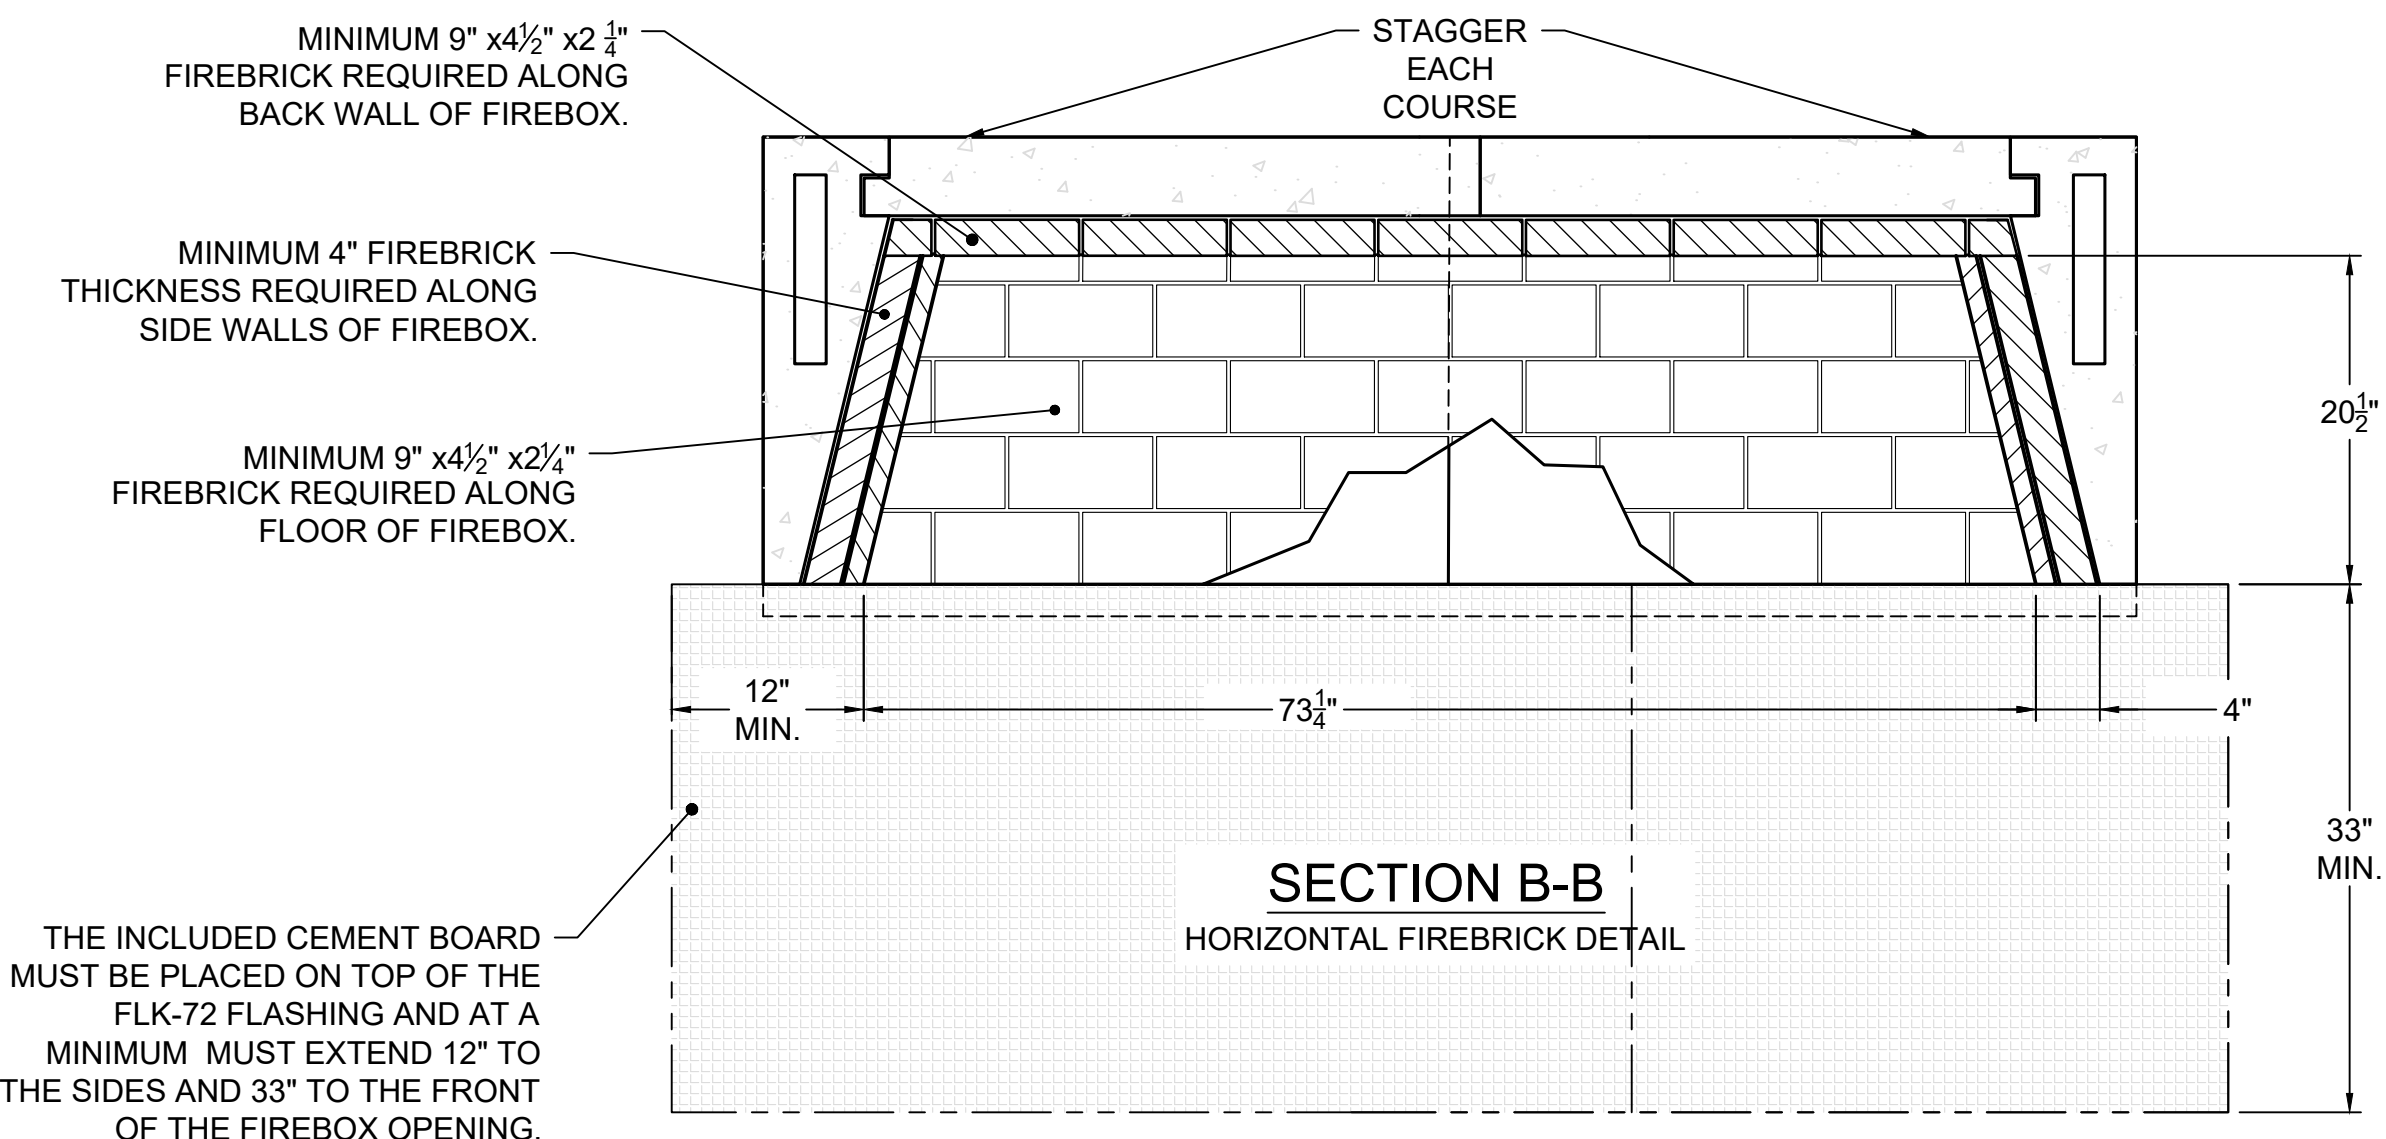 MINIMUM 9" x4½" x2 ¼"
FIREBRICK REQUIRED ALONG
BACK WALL OF FIREBOX.
STAGGER
EACH
COURSE
MINIMUM 4" FIREBRICK
THICKNESS REQUIRED ALONG
SIDE WALLS OF FIREBOX.
MINIMUM 9" x4½" x2¼"
FIREBRICK REQUIRED ALONG
FLOOR OF FIREBOX.
20½"
12"
MIN.
73¼"
4"
33"
MIN.
SECTION B-B
HORIZONTAL FIREBRICK DETAIL
THE INCLUDED CEMENT BOARD
MUST BE PLACED ON TOP OF THE
FLK-72 FLASHING AND AT A
MINIMUM MUST EXTEND 12" TO
THE SIDES AND 33" TO THE FRONT
OF THE FIREBOX OPENING.